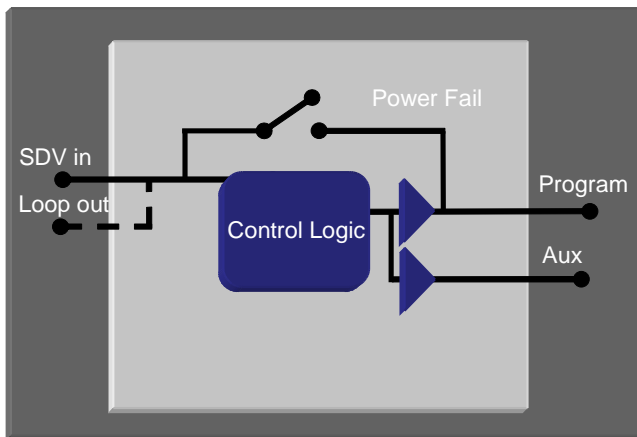 Power Fail
SDV in
Loop out
Control Logic
Program
Aux